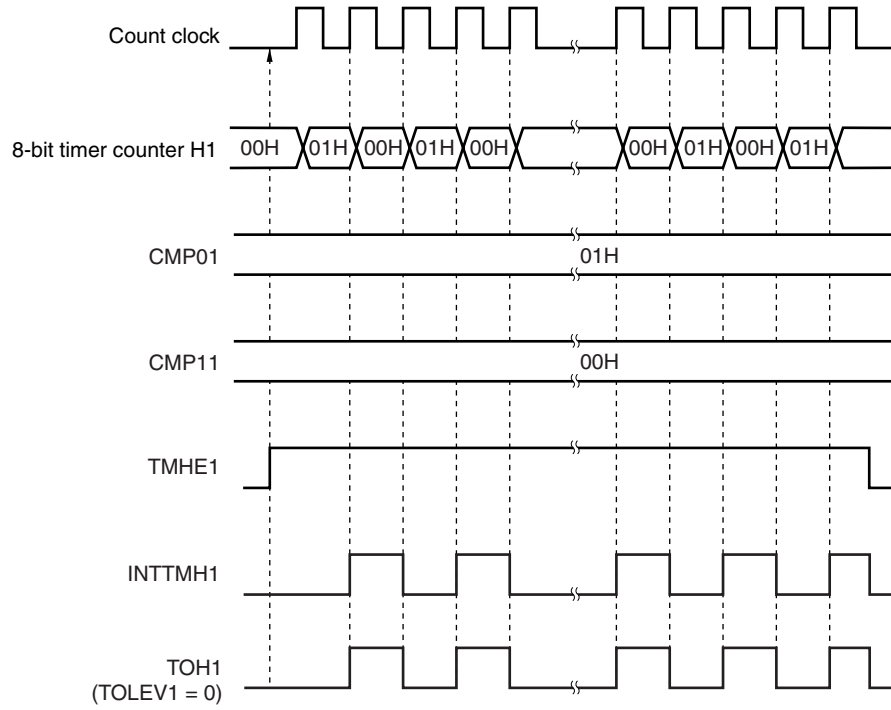 Count clock
8-bit timer counter H1 00H 01H 00H 01H 00H 00H 01H 00H 01H
CMP01 01H
CMP11 00H
TMHE1
INTTMH1
TOH1
(TOLEV1 = 0)